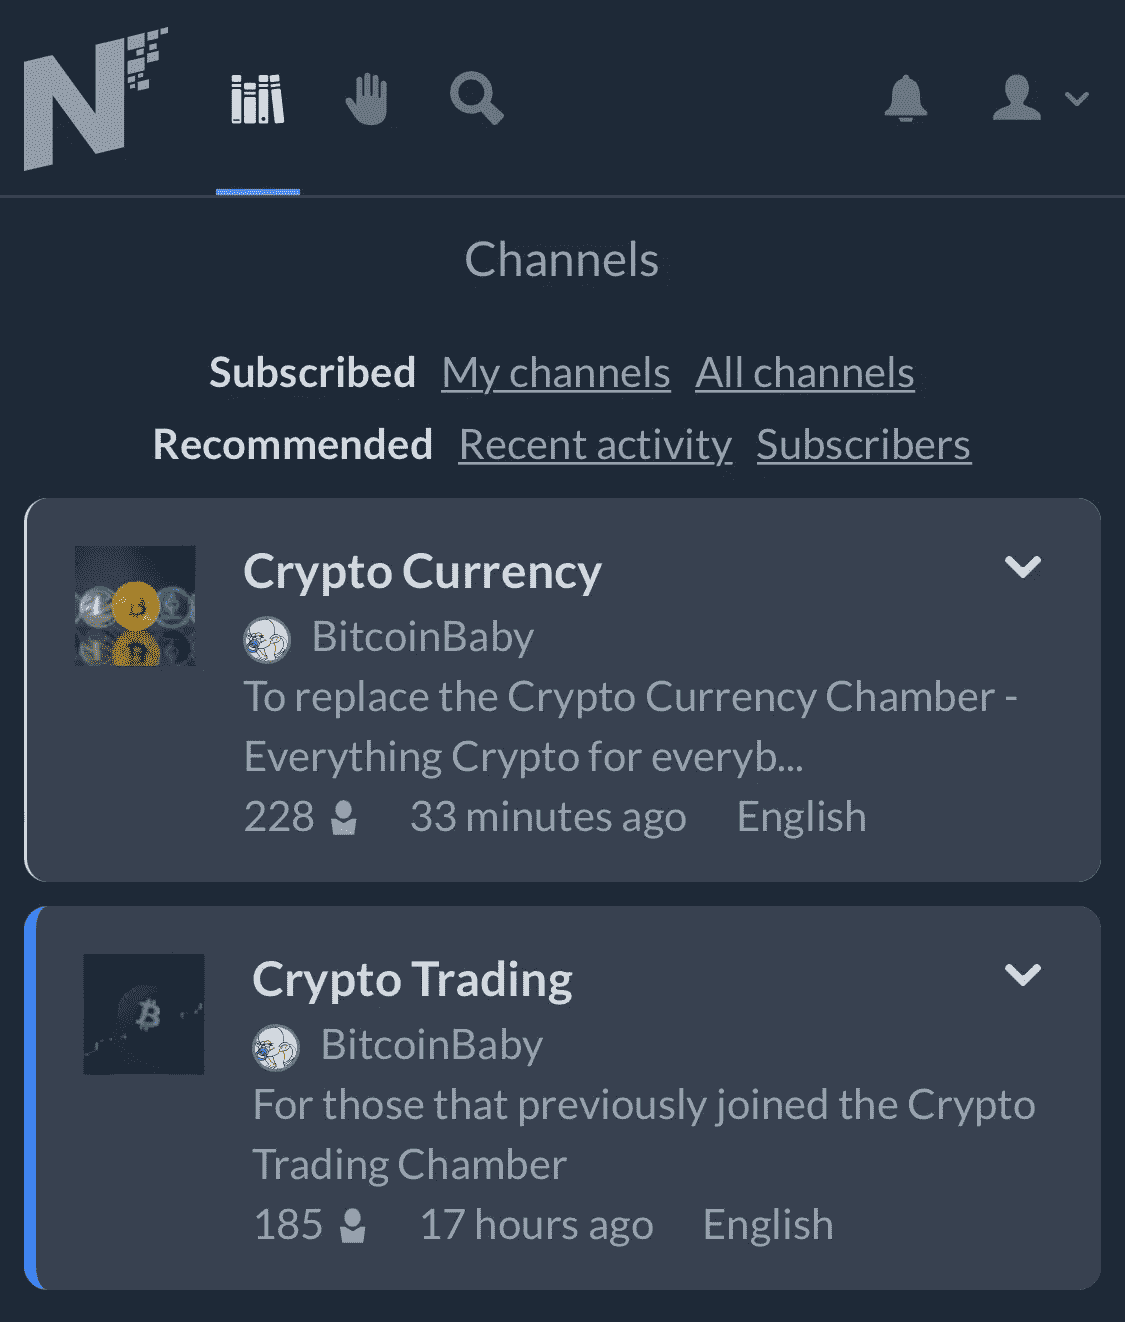 N
Channels
Subscribed My channels All channels
Recommended Recent activity Subscribers
Crypto Currency
BitcoinBaby
To replace the Crypto Currency Chamber -
Everything Crypto for everyb...
228 33 minutes ago English
Crypto Trading
BitcoinBaby
For those that previously joined the Crypto
Trading Chamber
185 17 hours ago English